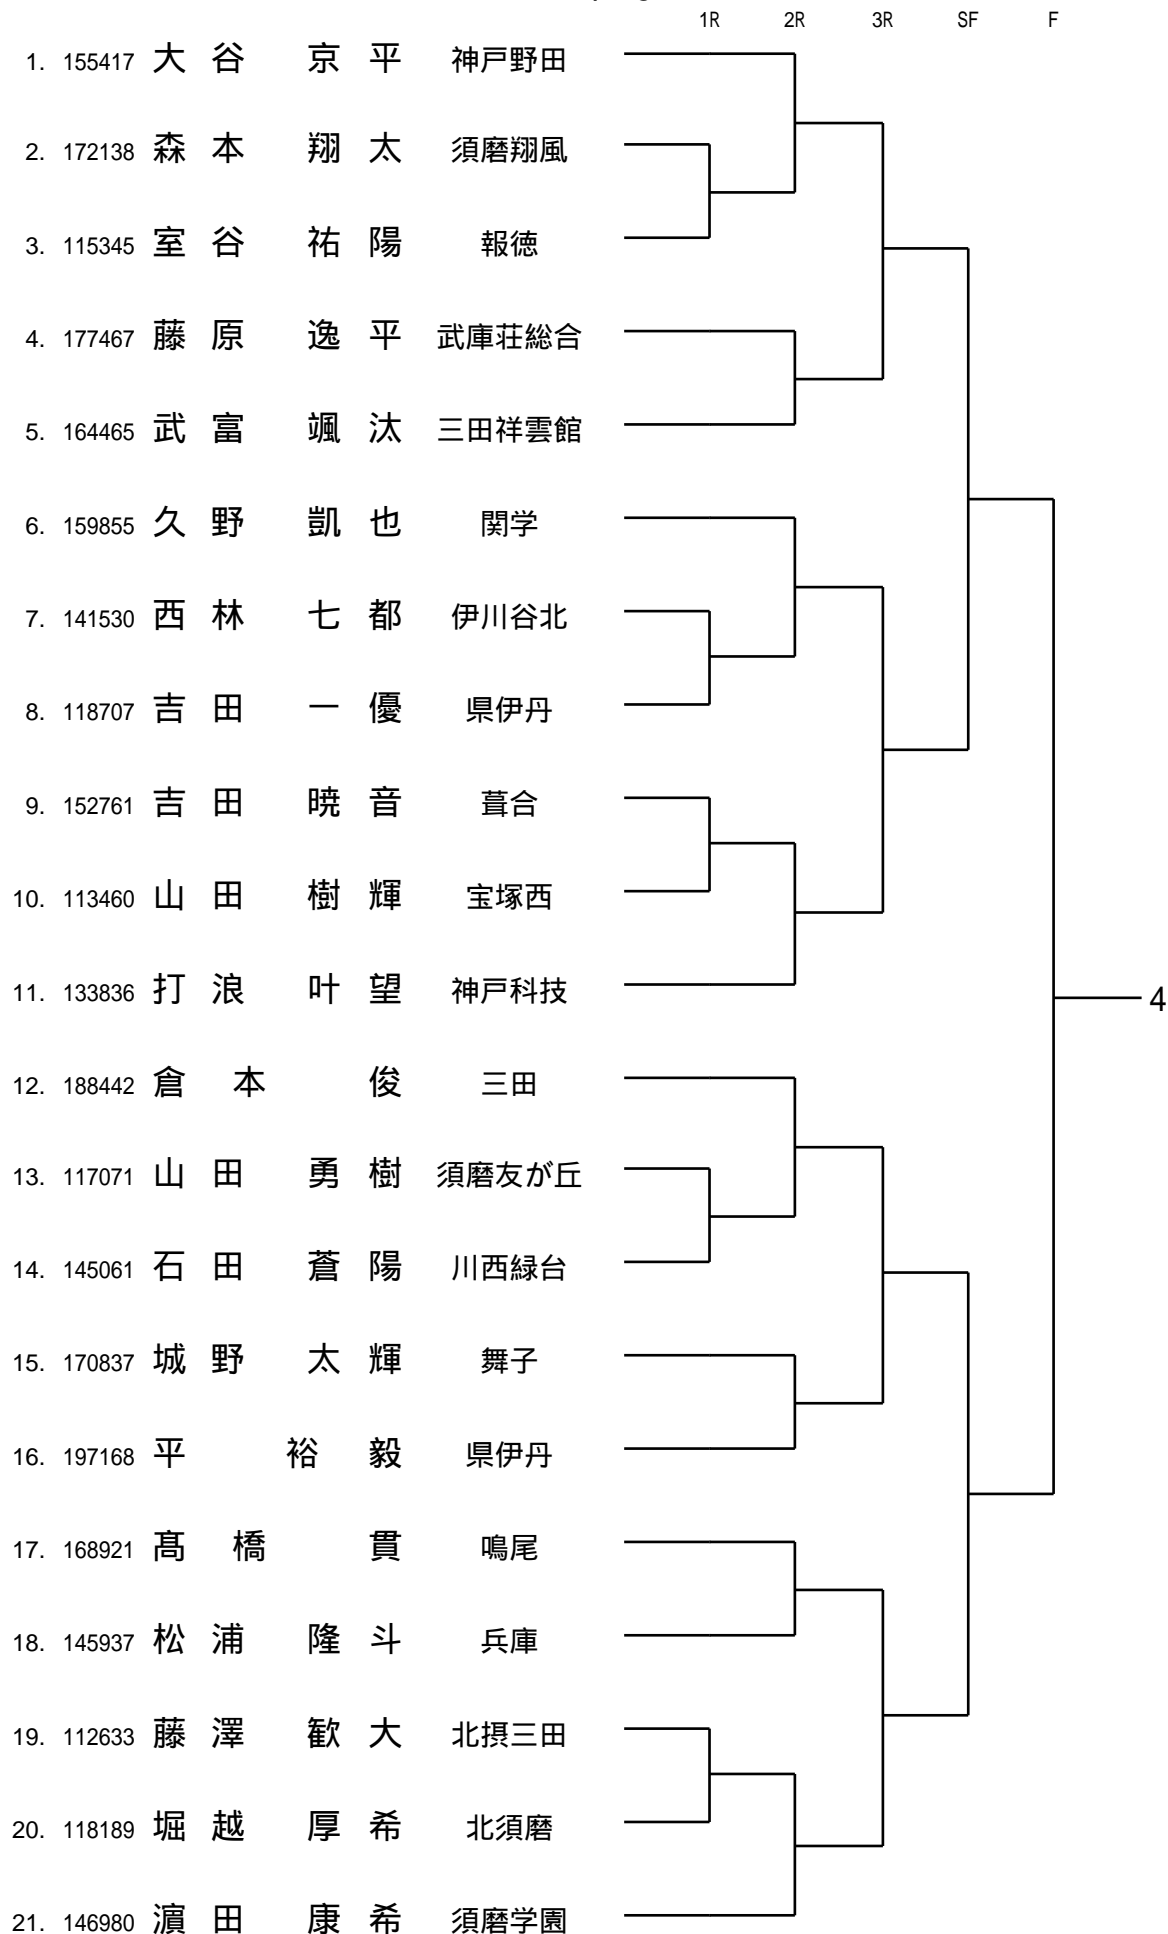 1R 2R 3R SF F
1. 155417 大谷 京平 神戸野田
2. 172138 森本 翔太 須磨翔風
3. 115345 室谷 祐陽 報徳
4. 177467 藤原 逸平 武庫荘総合
5. 164465 武富 颯汰 三田祥雲館
6. 159855 久野 凱也 関学
7. 141530 西林 七都 伊川谷北
8. 118707 吉田 一優 県伊丹
9. 152761 吉田 暁音 葺合
10. 113460 山田 樹輝 宝塚西
11. 133836 打浪 叶望 神戸科技
4
12. 188442 倉本 俊 三田
13. 117071 山田 勇樹 須磨友が丘
14. 145061 石田 蒼陽 川西緑台
15. 170837 城野 太輝 舞子
16. 197168 平 裕毅 県伊丹
17. 168921 髙橋 貫 鳴尾
18. 145937 松浦 隆斗 兵庫
19. 112633 藤澤 歓大 北摂三田
20. 118189 堀越 厚希 北須磨
21. 146980 濵田 康希 須磨学園